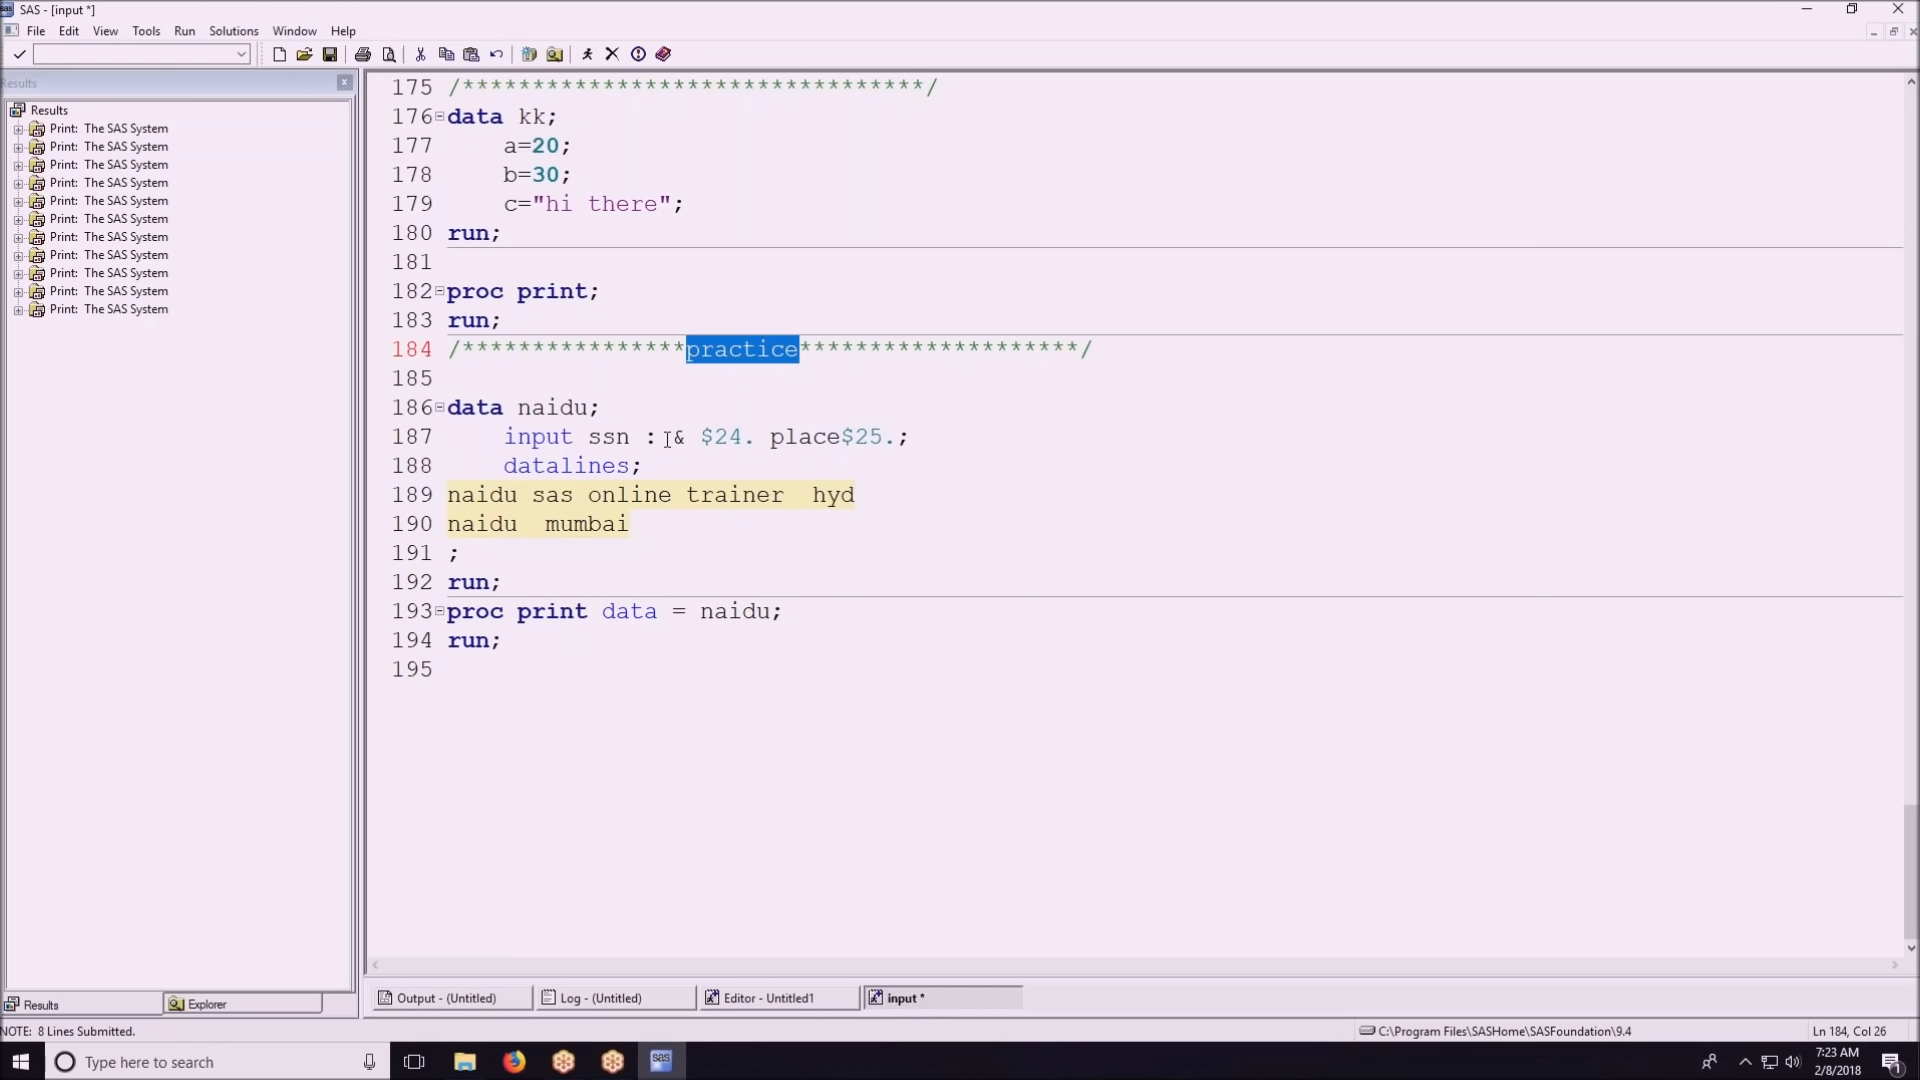 SAS - [input *]
File Edit View Tools Run Solutions Window Help
Results
Results
Print: The SAS System
Print: The SAS System
Print: The SAS System
Print: The SAS System
Print: The SAS System
Print: The SAS System
Print: The SAS System
Print: The SAS System
Print: The SAS System
Print: The SAS System
Print: The SAS System
175 /*********************************/
176 data kk;
177 a=20;
178 b=30;
179 c="hi there";
180 run;
181
182 proc print;
183 run;
184 /****************practice********************/
185
186 data naidu;
187 input ssn : & $24. place$25.;
188 datalines;
189 naidu sas online trainer  hyd
190 naidu  mumbai
191 ;
192 run;
193 proc print data = naidu;
194 run;
195
Results Explorer
Output - (Untitled) Log - (Untitled) Editor - Untitled1 input *
NOTE: 8 Lines Submitted. C:\Program Files\SASHome\SASFoundation\9.4 Ln 184, Col 26
Type here to search sas 7:23 AM
2/8/2018 1